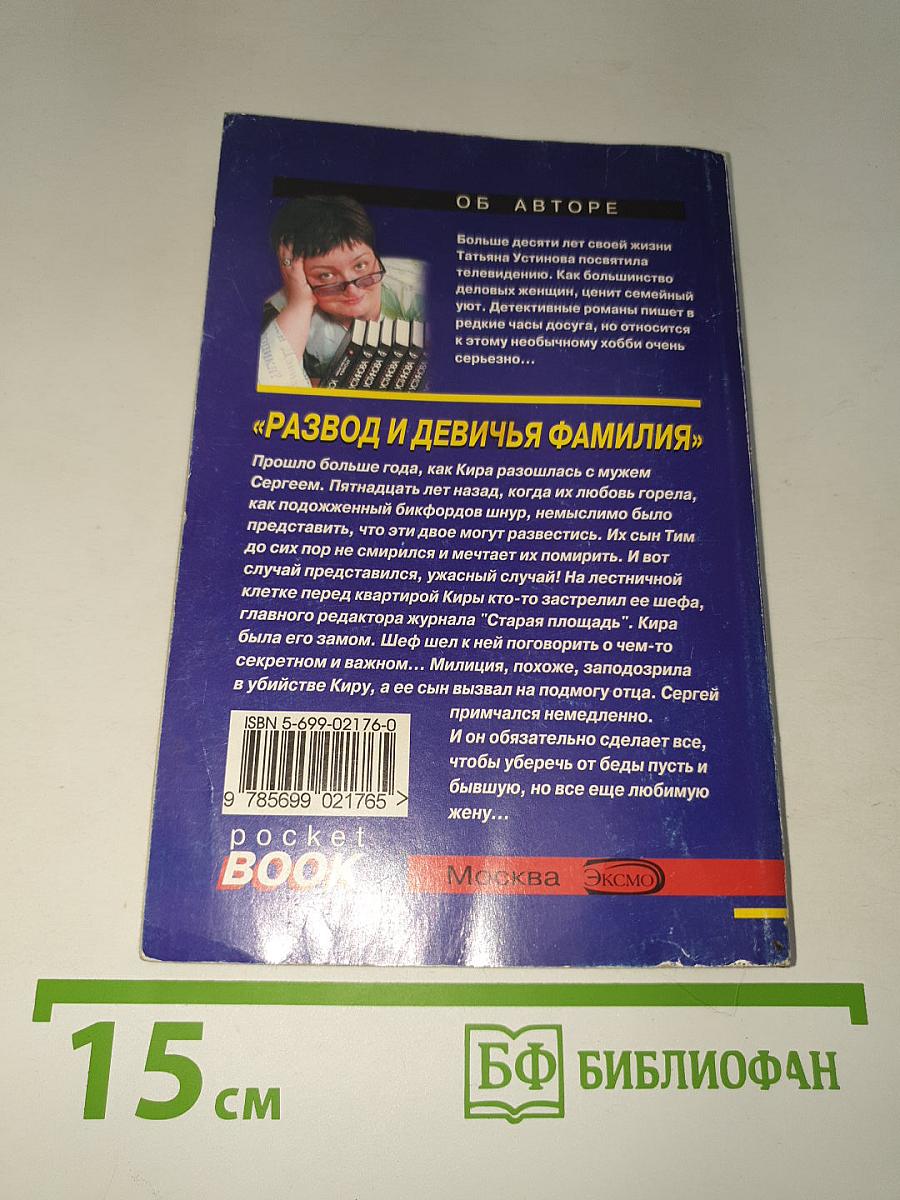 ОБ АВТОРЕ
Больше десяти лет своей жизни
Татьяна Устинова посвятила
телевидению. Как большинство
деловых женщин, ценит семейный
уют. Детективные романы пишет в
редкие часы досуга, но относится
к этому необычному хобби очень
серьезно...
УСТИНОВА
УСТИНОВА
УСТИНОВА
УСТИНОВА
«РАЗВОД И ДЕВИЧЬЯ ФАМИЛИЯ»
Прошло больше года, как Кира разошлась с мужем
Сергеем. Пятнадцать лет назад, когда их любовь горела,
как подожженный бикфордов шнур, немыслимо было
представить, что эти двое могут развестись. Их сын Тим
до сих пор не смирился и мечтает их помирить. И вот
случай представился, ужасный случай! На лестничной
клетке перед квартирой Киры кто-то застрелил ее шефа,
главного редактора журнала "Старая площадь". Кира
была его замом. Шеф шел к ней поговорить о чем-то
секретном и важном... Милиция, похоже, заподозрила
в убийстве Киру, а ее сын вызвал на подмогу отца. Сергей
примчался немедленно.
И он обязательно сделает все,
чтобы уберечь от беды пусть и
бывшую, но все еще любимую
жену...
ISBN 5-699-02176-0
9 785699 021765 >
pocket
BOOK
Москва ЭКСМО
15 см
БФ БИБЛИОФАН